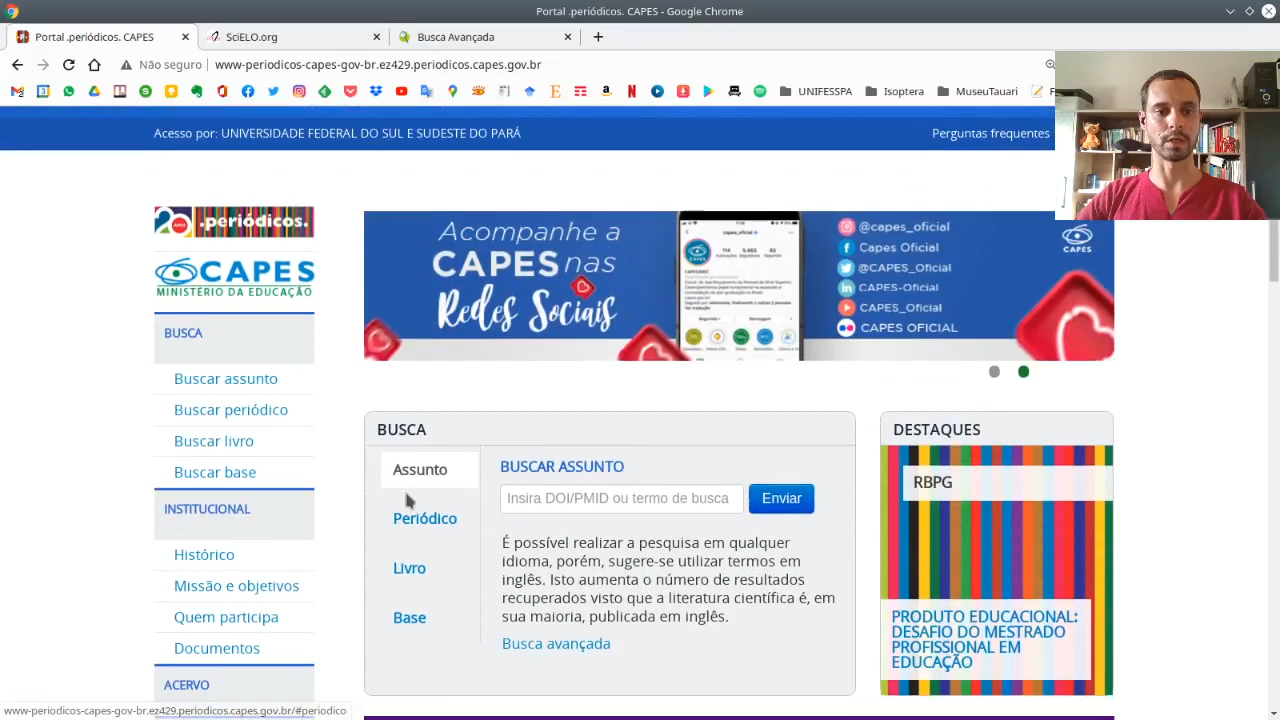 Portal .periódicos. CAPES - Google Chrome
Portal .periódicos. CAPES
SciELO.org
Busca Avançada
Não seguro
www-periodicos-capes-gov-br.ez429.periodicos.capes.gov.br
UNIFESSPA
Isoptera
MuseuTauari
Acesso por: UNIVERSIDADE FEDERAL DO SUL E SUDESTE DO PARÁ
Perguntas frequentes
20 .periódicos.
CAPES
MINISTÉRIO DA EDUCAÇÃO
BUSCA
Buscar assunto
Buscar periódico
Buscar livro
Buscar base
INSTITUCIONAL
Histórico
Missão e objetivos
Quem participa
Documentos
ACERVO
Acompanhe a
CAPES nas
Redes Sociais
capes_oficial
@capes_oficial
Capes Oficial
@CAPES_Oficial
CAPES-Oficial
CAPES Oficial
CAPES OFICIAL
CAPES
BUSCA
Assunto
Periódico
Livro
Base
BUSCAR ASSUNTO
Insira DOI/PMID ou termo de busca
Enviar
É possível realizar a pesquisa em qualquer
idioma, porém, sugere-se utilizar termos em
inglês. Isto aumenta o número de resultados
recuperados visto que a literatura científica é, em
sua maioria, publicada em inglês.
Busca avançada
DESTAQUES
RBPG
PRODUTO EDUCACIONAL:
DESAFIO DO MESTRADO
PROFISSIONAL EM
EDUCAÇÃO
www-periodicos-capes-gov-br.ez429.periodicos.capes.gov.br/#periodico